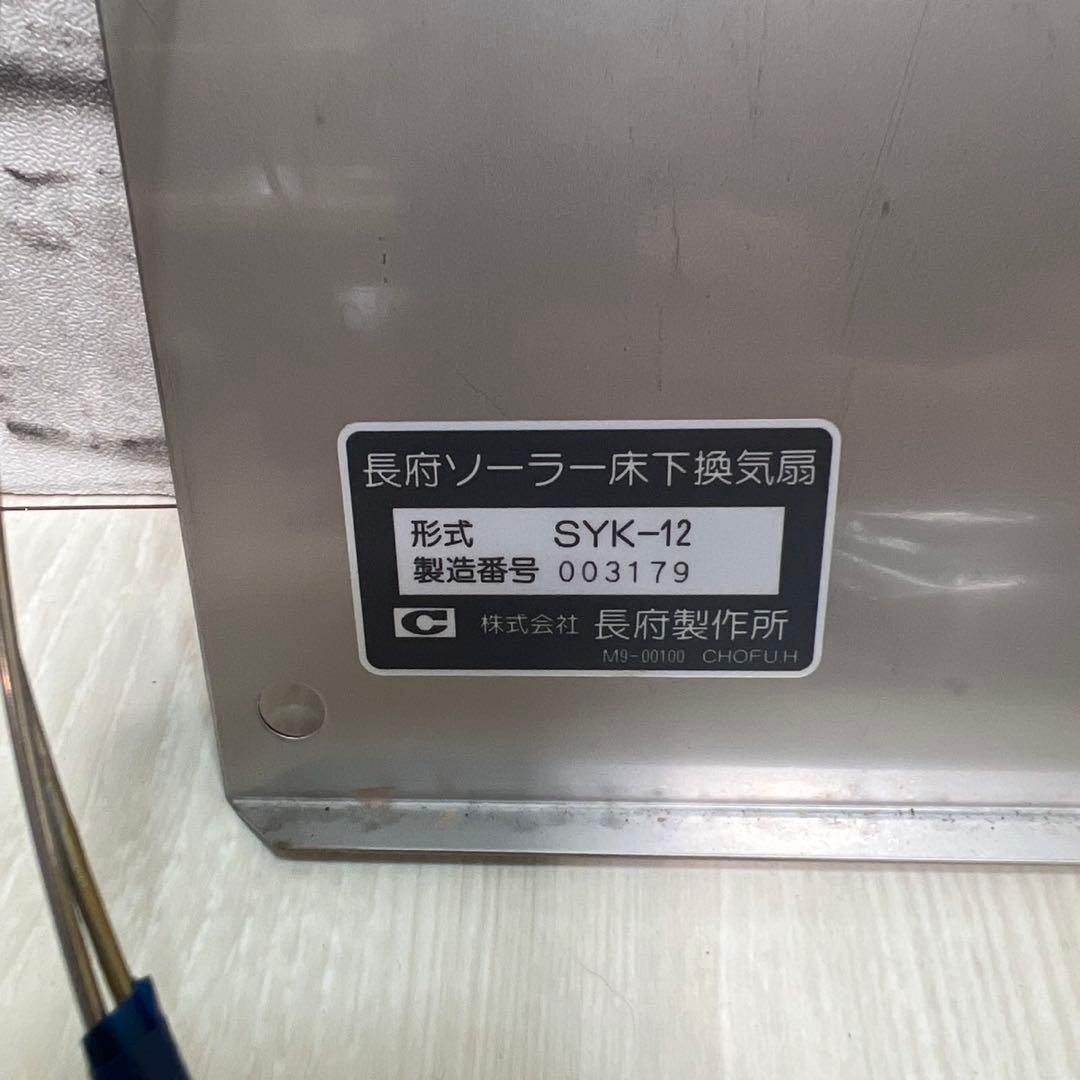 長府ソーラー床下換気扇
形式 SYK-12
製造番号 003179
C 株式会社 長府製作所
M9-00100 CHOFU.H